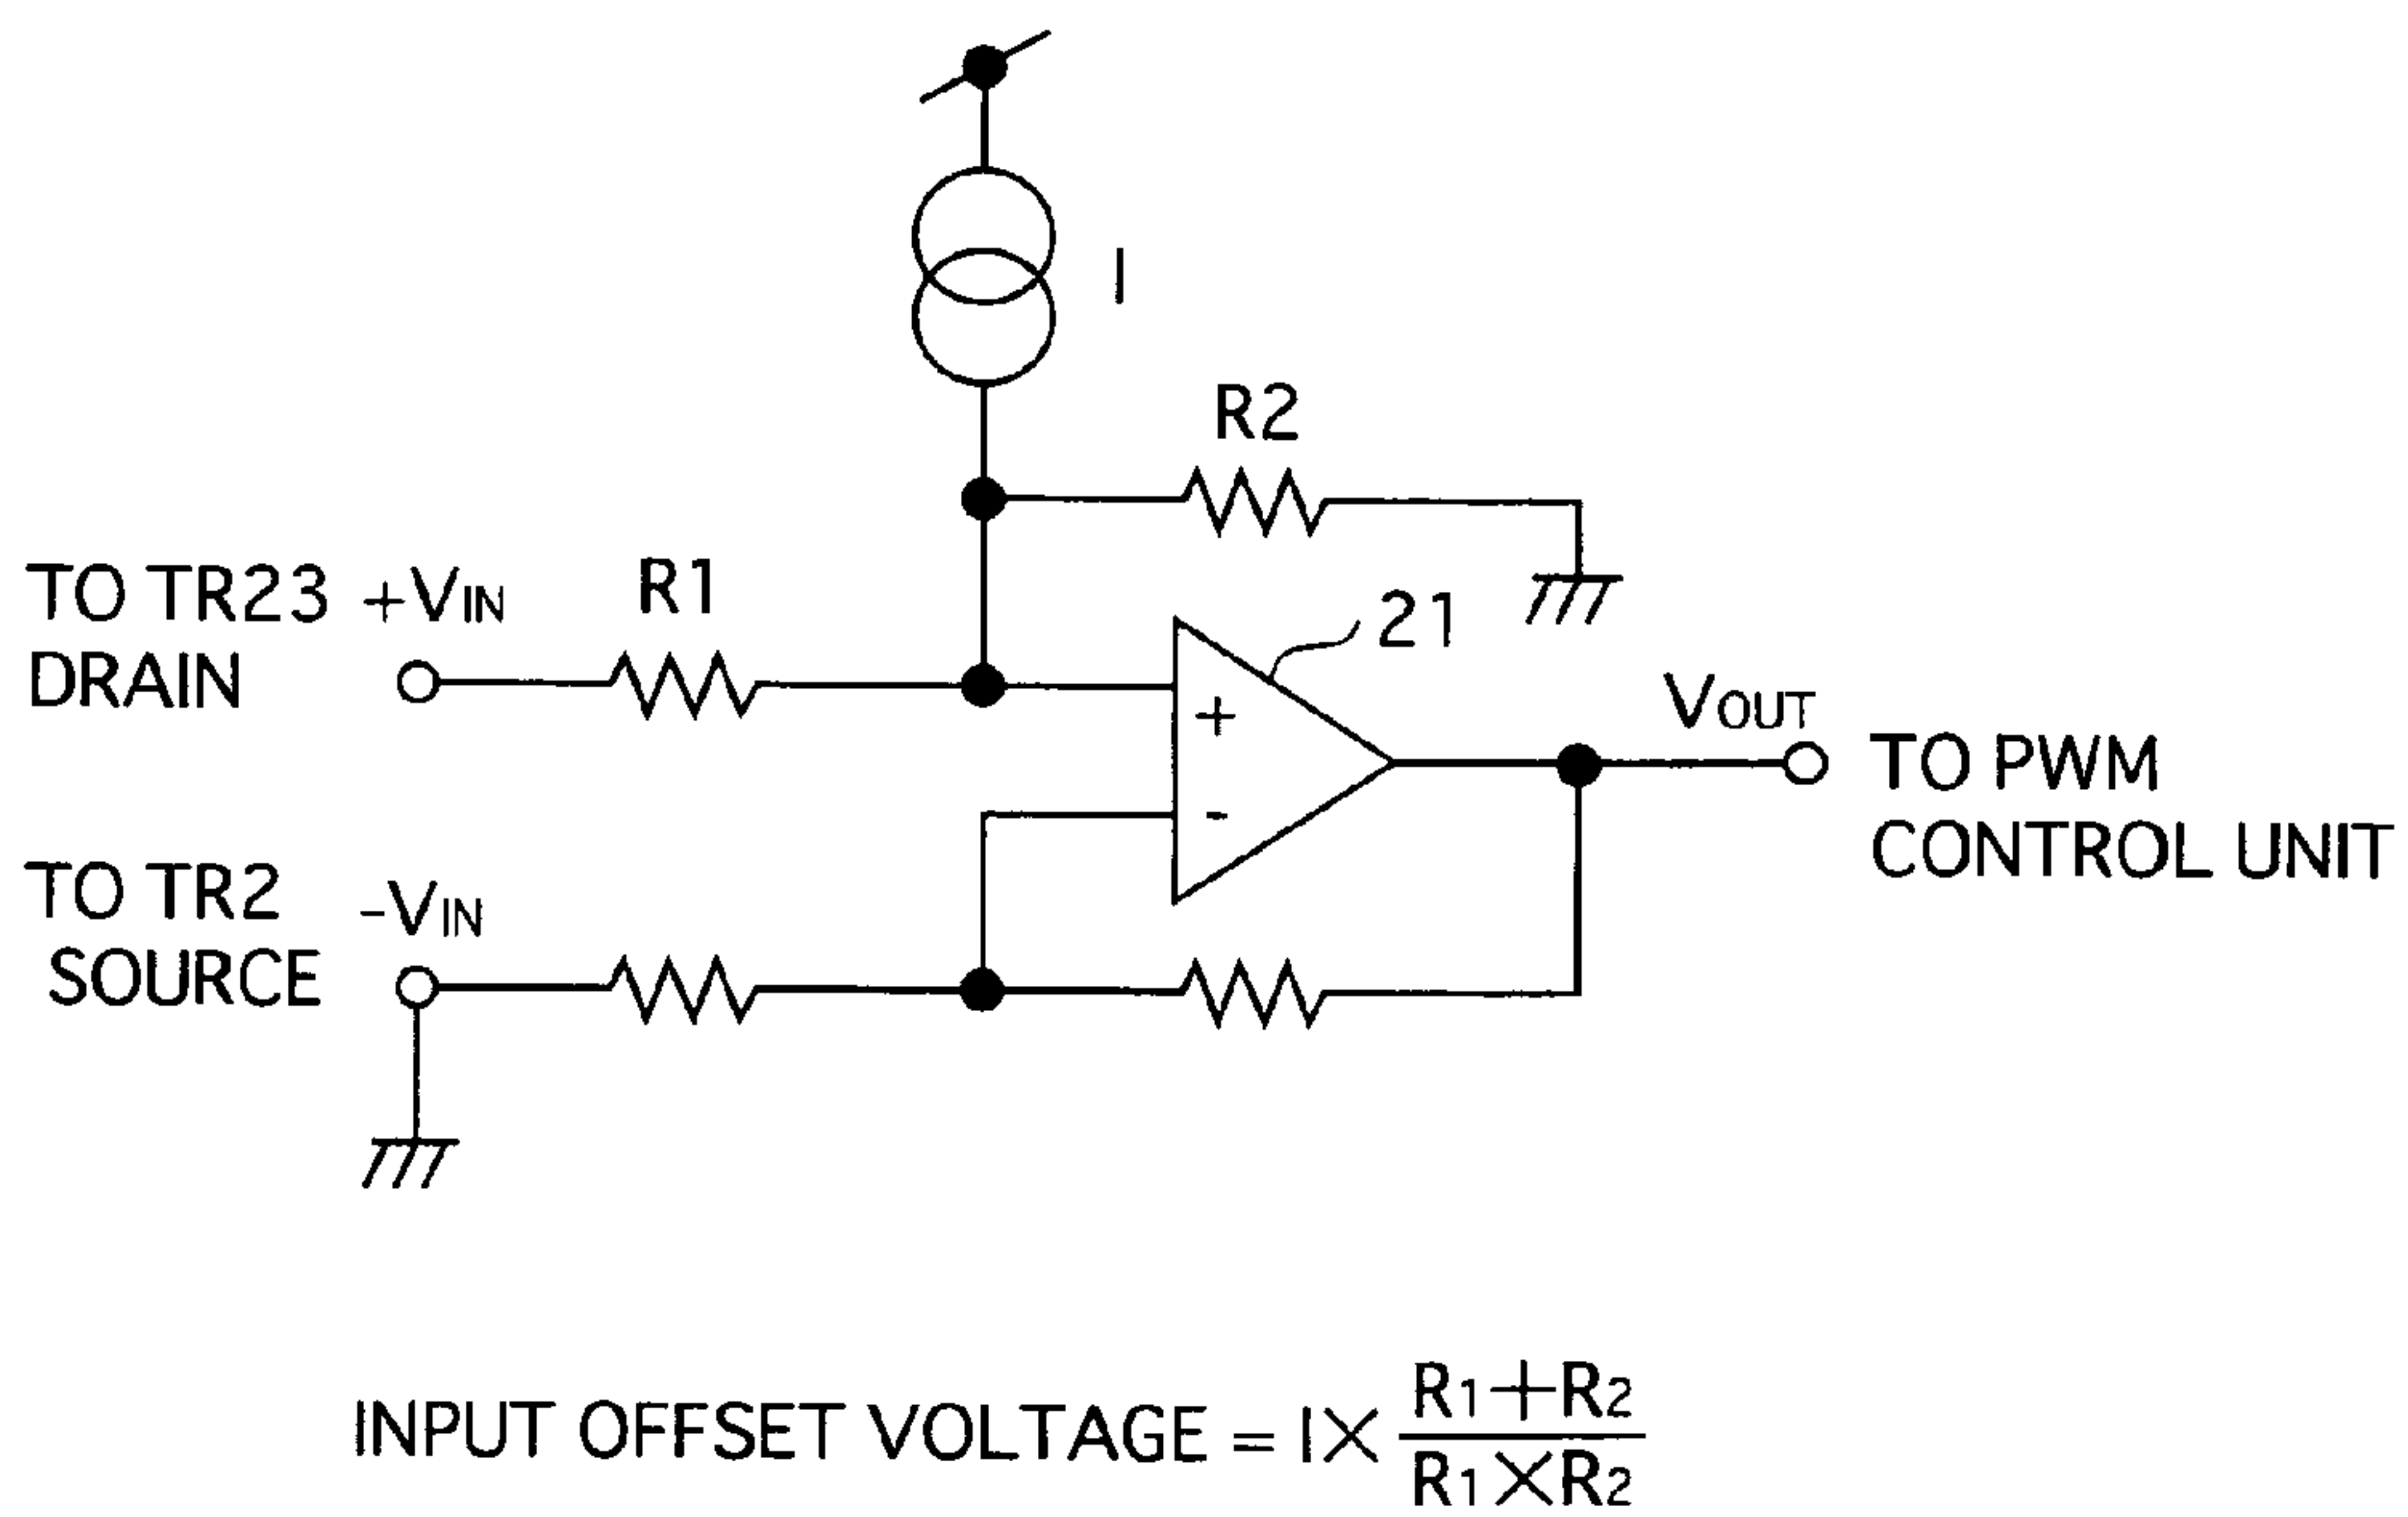 I
R2
TO TR23 +VIN
DRAIN
R1
21
VOUT
TO PWM
CONTROL UNIT
+
-
TO TR2 -VIN
SOURCE
INPUT OFFSET VOLTAGE = I× R1+R2
R1×R2